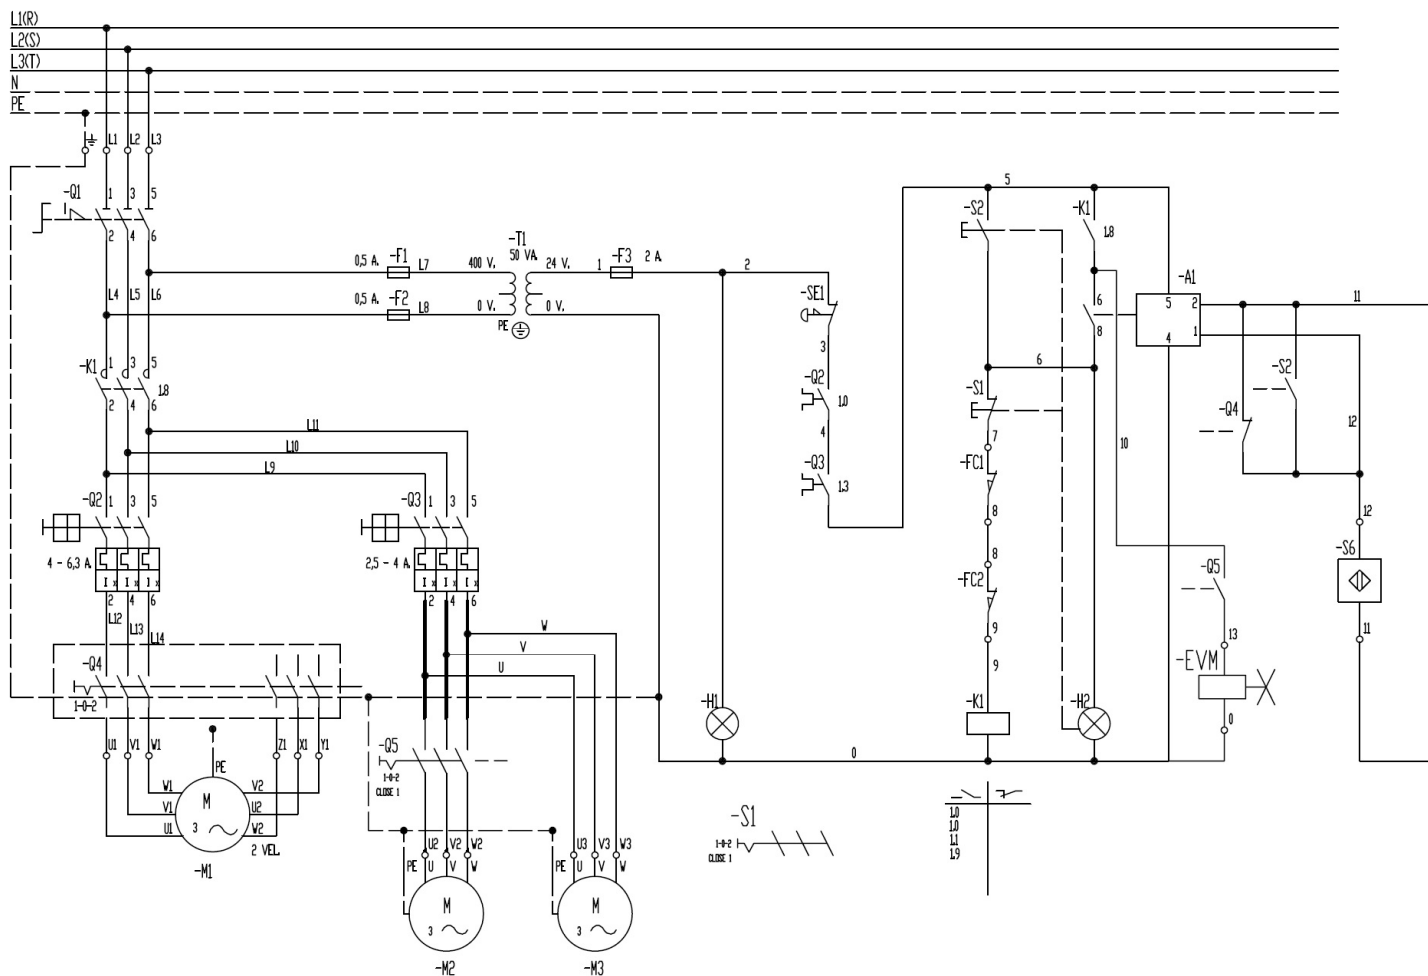 L1(R)
L2(S)
L3(T)
N
PE
L1 L2 L3
-Q1 1 3 5
2 4 6
L4 L5 L6
0,5 A. -F1 L7
0,5 A. -F2 L8
-T1
50 VA.
400 V. 24 V.
0 V. 0 V.
PE
1 -F3 2 A.
2
-SE1
3
-Q2
1.0
4
-Q3
1.3
5
-S2
-K1
1.8
6
8
-A1
5 2
1
4
11
-S2
-Q4
12
12
-S6
11
6
-S1
7
-FC1
8
8
-FC2
9
9
-K1
10
-Q5
13
-EVM
0
-H1
-H2
0
-K1 1 3 5
1.8
2 4 6
L11
L10
L9
-Q2 1 3 5
4 - 6,3 A.
I x I x I x
2 4 6
L12
L13
L14
-Q3 1 3 5
2,5 - 4 A.
I x I x I x
2 4 6
W
V
U
-Q4
1-0-2
U1 V1 W1
Z1 X1 Y1
PE
W1 V2
V1 U2
U1 W2
M
3
2 VEL.
-M1
-Q5
1-0-2
CLOSE 1
U2 V2 W2
PE U V W
M
3
-M2
U3 V3 W3
PE U V W
M
3
-M3
-S1
1-0-2
CLOSE 1
1.0
1.0
1.1
1.9